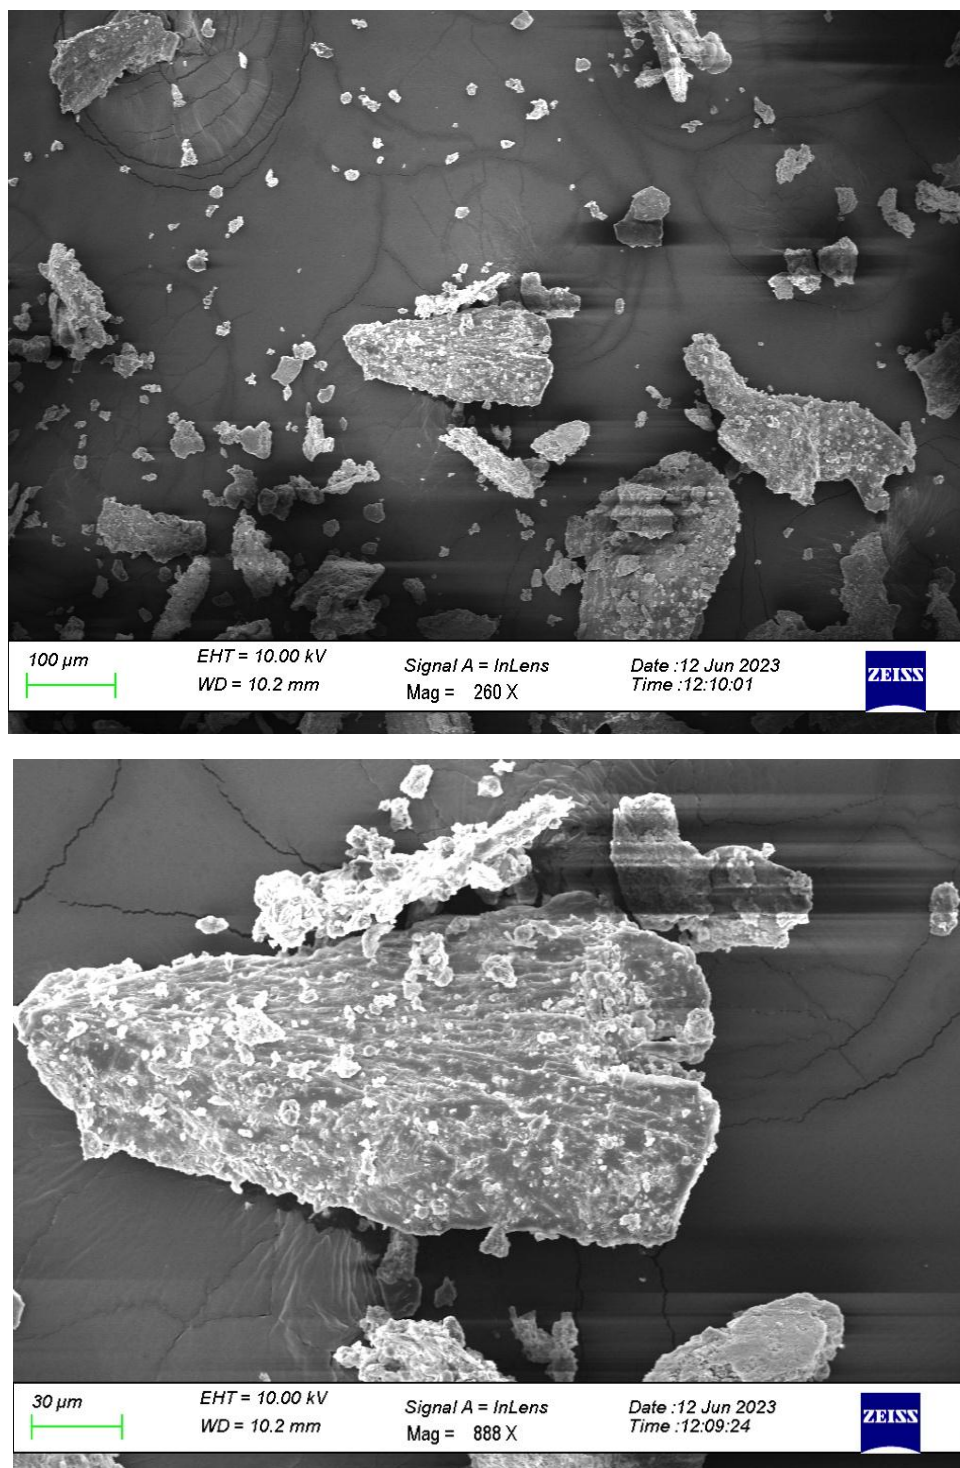 100 µm
EHT = 10.00 kV
WD = 10.2 mm
Signal A = InLens
Mag = 260 X
Date :12 Jun 2023
Time :12:10:01
ZEISS
30 µm
EHT = 10.00 kV
WD = 10.2 mm
Signal A = InLens
Mag = 888 X
Date :12 Jun 2023
Time :12:09:24
ZEISS